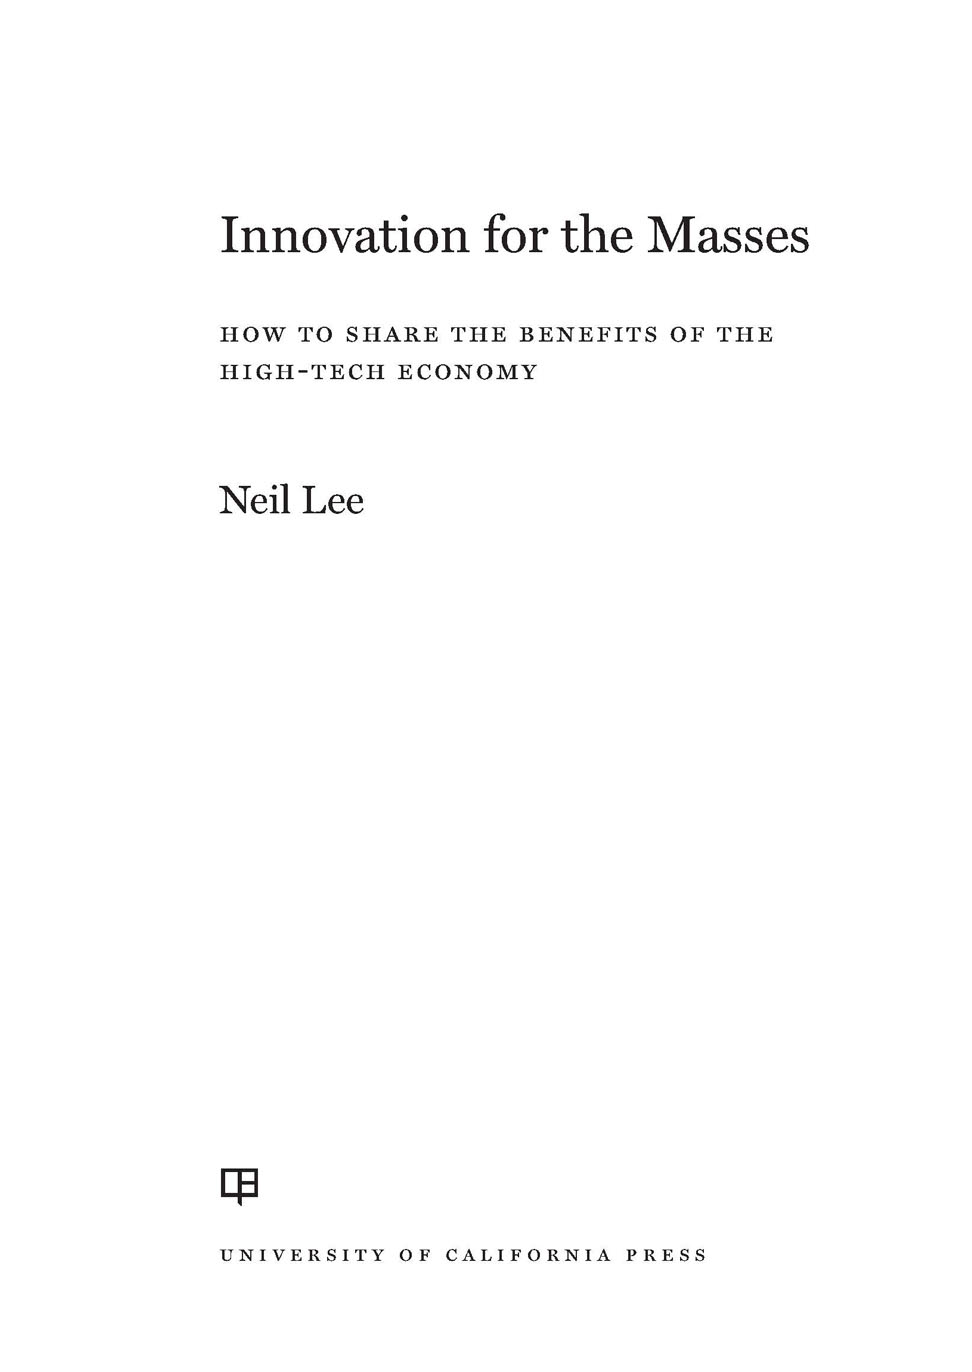 Innovation for the Masses
HOW TO SHARE THE BENEFITS OF THE
HIGH-TECH ECONOMY
Neil Lee
UNIVERSITY OF CALIFORNIA PRESS